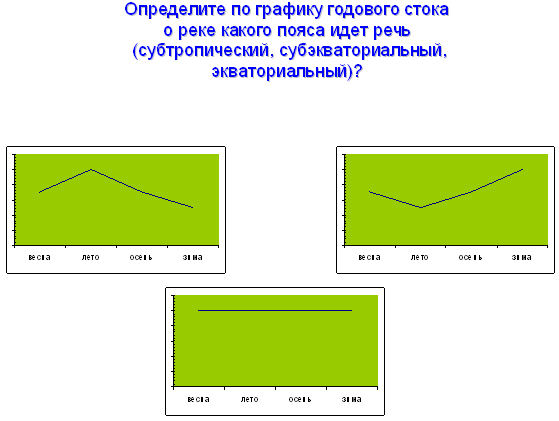 Определите по графику годового стока
о реке какого пояса идет речь
(субтропический, субэкваториальный,
экваториальный)?
весна лето осень зима
весна лето осень зима
весна лето осень зима